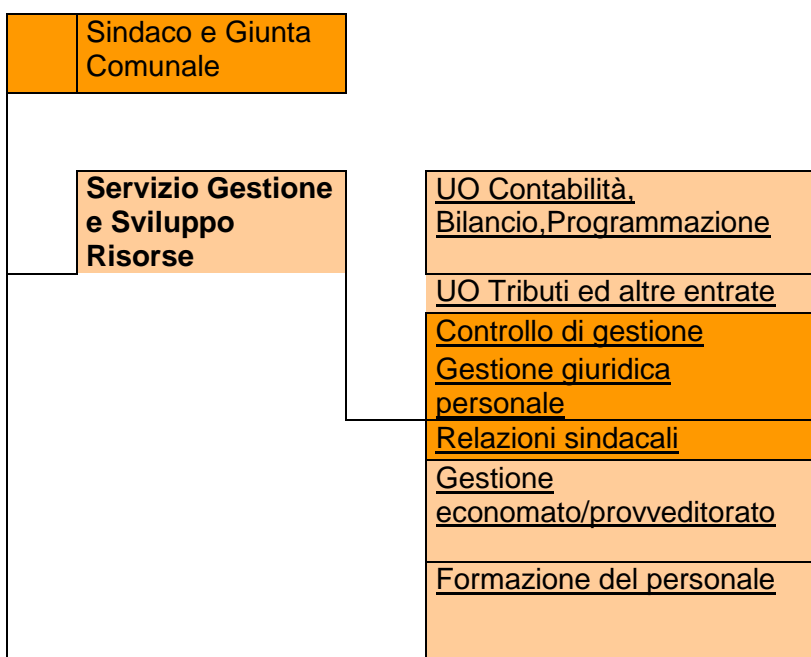 Sindaco e Giunta
Comunale
Servizio Gestione
e Sviluppo
Risorse
UO Contabilità,
Bilancio,Programmazione
UO Tributi ed altre entrate
Controllo di gestione
Gestione giuridica
personale
Relazioni sindacali
Gestione
economato/provveditorato
Formazione del personale